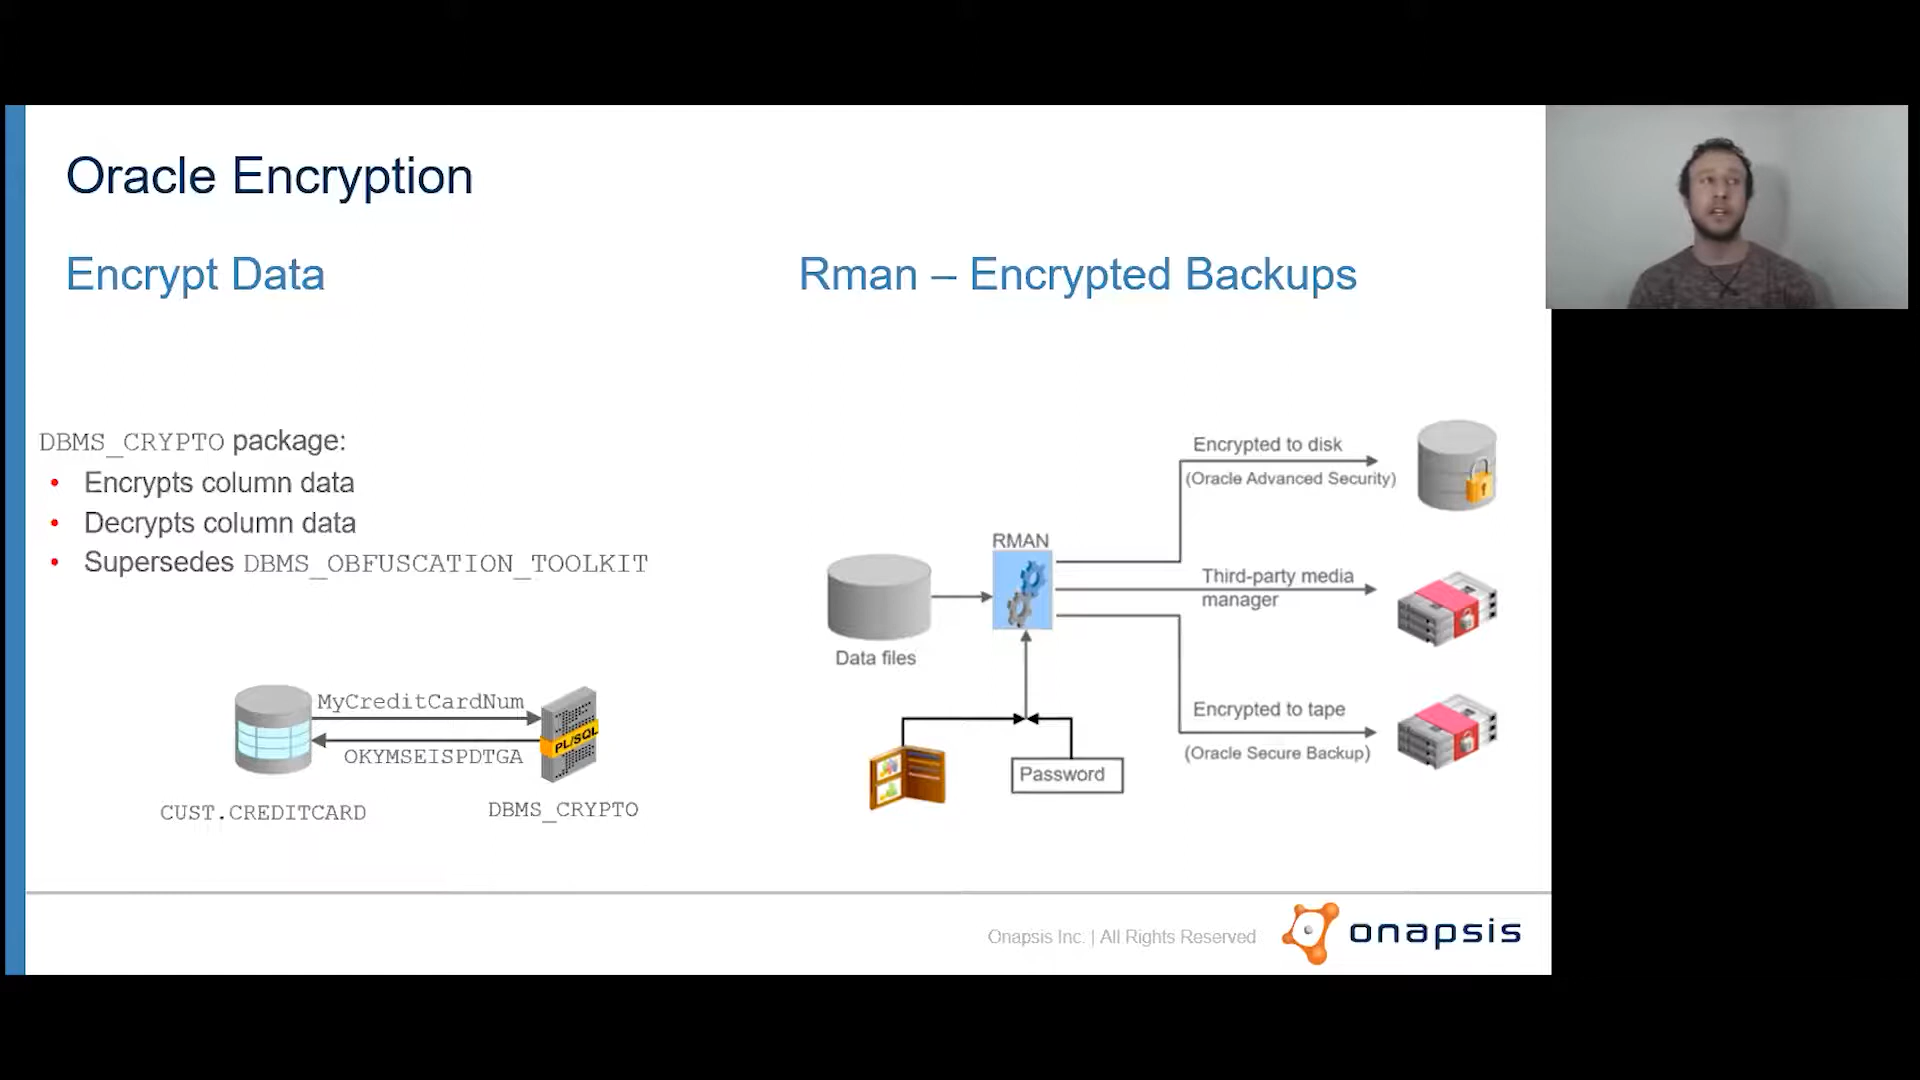 Oracle Encryption
Encrypt Data
DBMS_CRYPTO package:
• Encrypts column data
• Decrypts column data
• Supersedes DBMS_OBFUSCATION_TOOLKIT
MyCreditCardNum
OKYMSEISPDTGA
PL/SQL
CUST.CREDITCARD
DBMS_CRYPTO
Rman – Encrypted Backups
Encrypted to disk
(Oracle Advanced Security)
RMAN
Third-party media
manager
Data files
Encrypted to tape
(Oracle Secure Backup)
Password
Onapsis Inc. | All Rights Reserved
onapsis